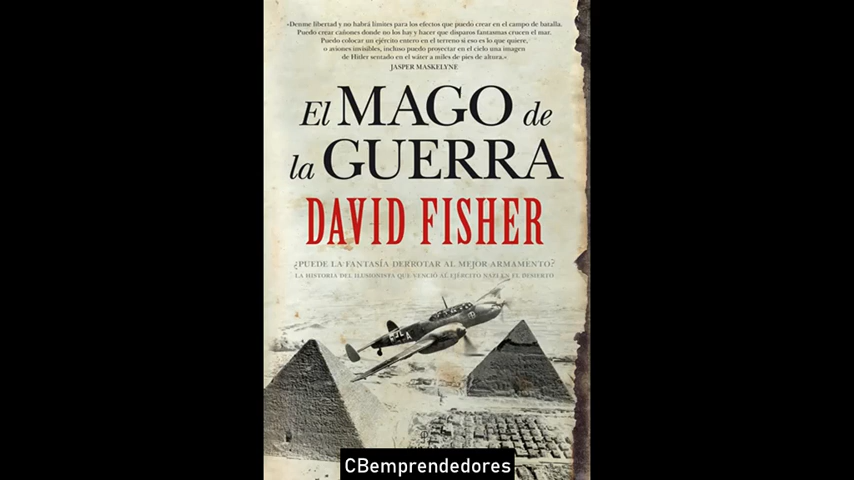 «Denme libertad y no habrá límites para los efectos que puedo crear en el campo de batalla.
Puedo crear cañones donde no los hay y hacer que disparos fantasmas crucen el mar.
Puedo colocar un ejército entero en el terreno si eso es lo que quiere,
o aviones invisibles, incluso puedo proyectar en el cielo una imagen
de Hitler sentado en el wáter a miles de pies de altura.»
JASPER MASKELYNE
El MAGO de
la GUERRA
DAVID FISHER
¿PUEDE LA FANTASÍA DERROTAR AL MEJOR ARMAMENTO?
LA HISTORIA DEL ILUSIONISTA QUE VENCIÓ AL EJÉRCITO NAZI EN EL DESIERTO
CBemprendedores